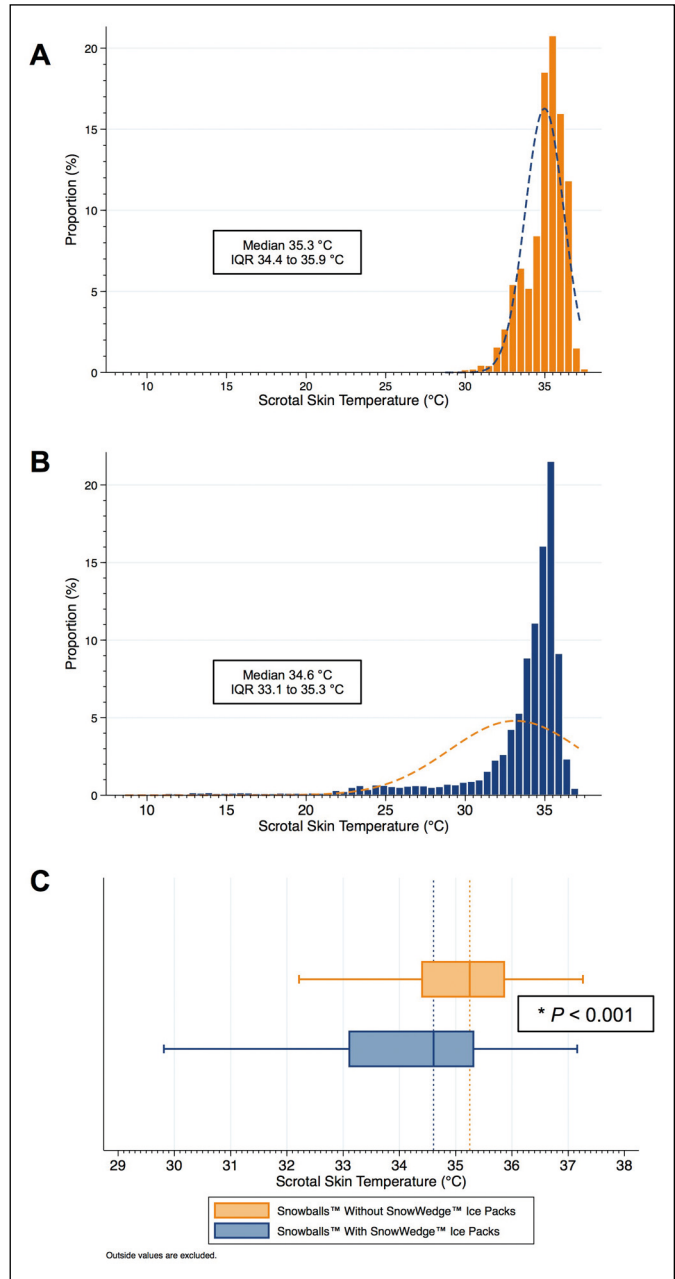 A
20
15
10
5
0
Proportion (%)
Median 35.3 °C
IQR 34.4 to 35.9 °C
10 15 20 25 30 35
Scrotal Skin Temperature (°C)
B
20
15
10
5
0
Proportion (%)
Median 34.6 °C
IQR 33.1 to 35.3 °C
10 15 20 25 30 35
Scrotal Skin Temperature (°C)
C
* P < 0.001
29 30 31 32 33 34 35 36 37 38
Scrotal Skin Temperature (°C)
Snowballs™ Without SnowWedge™ Ice Packs
Snowballs™ With SnowWedge™ Ice Packs
Outside values are excluded.